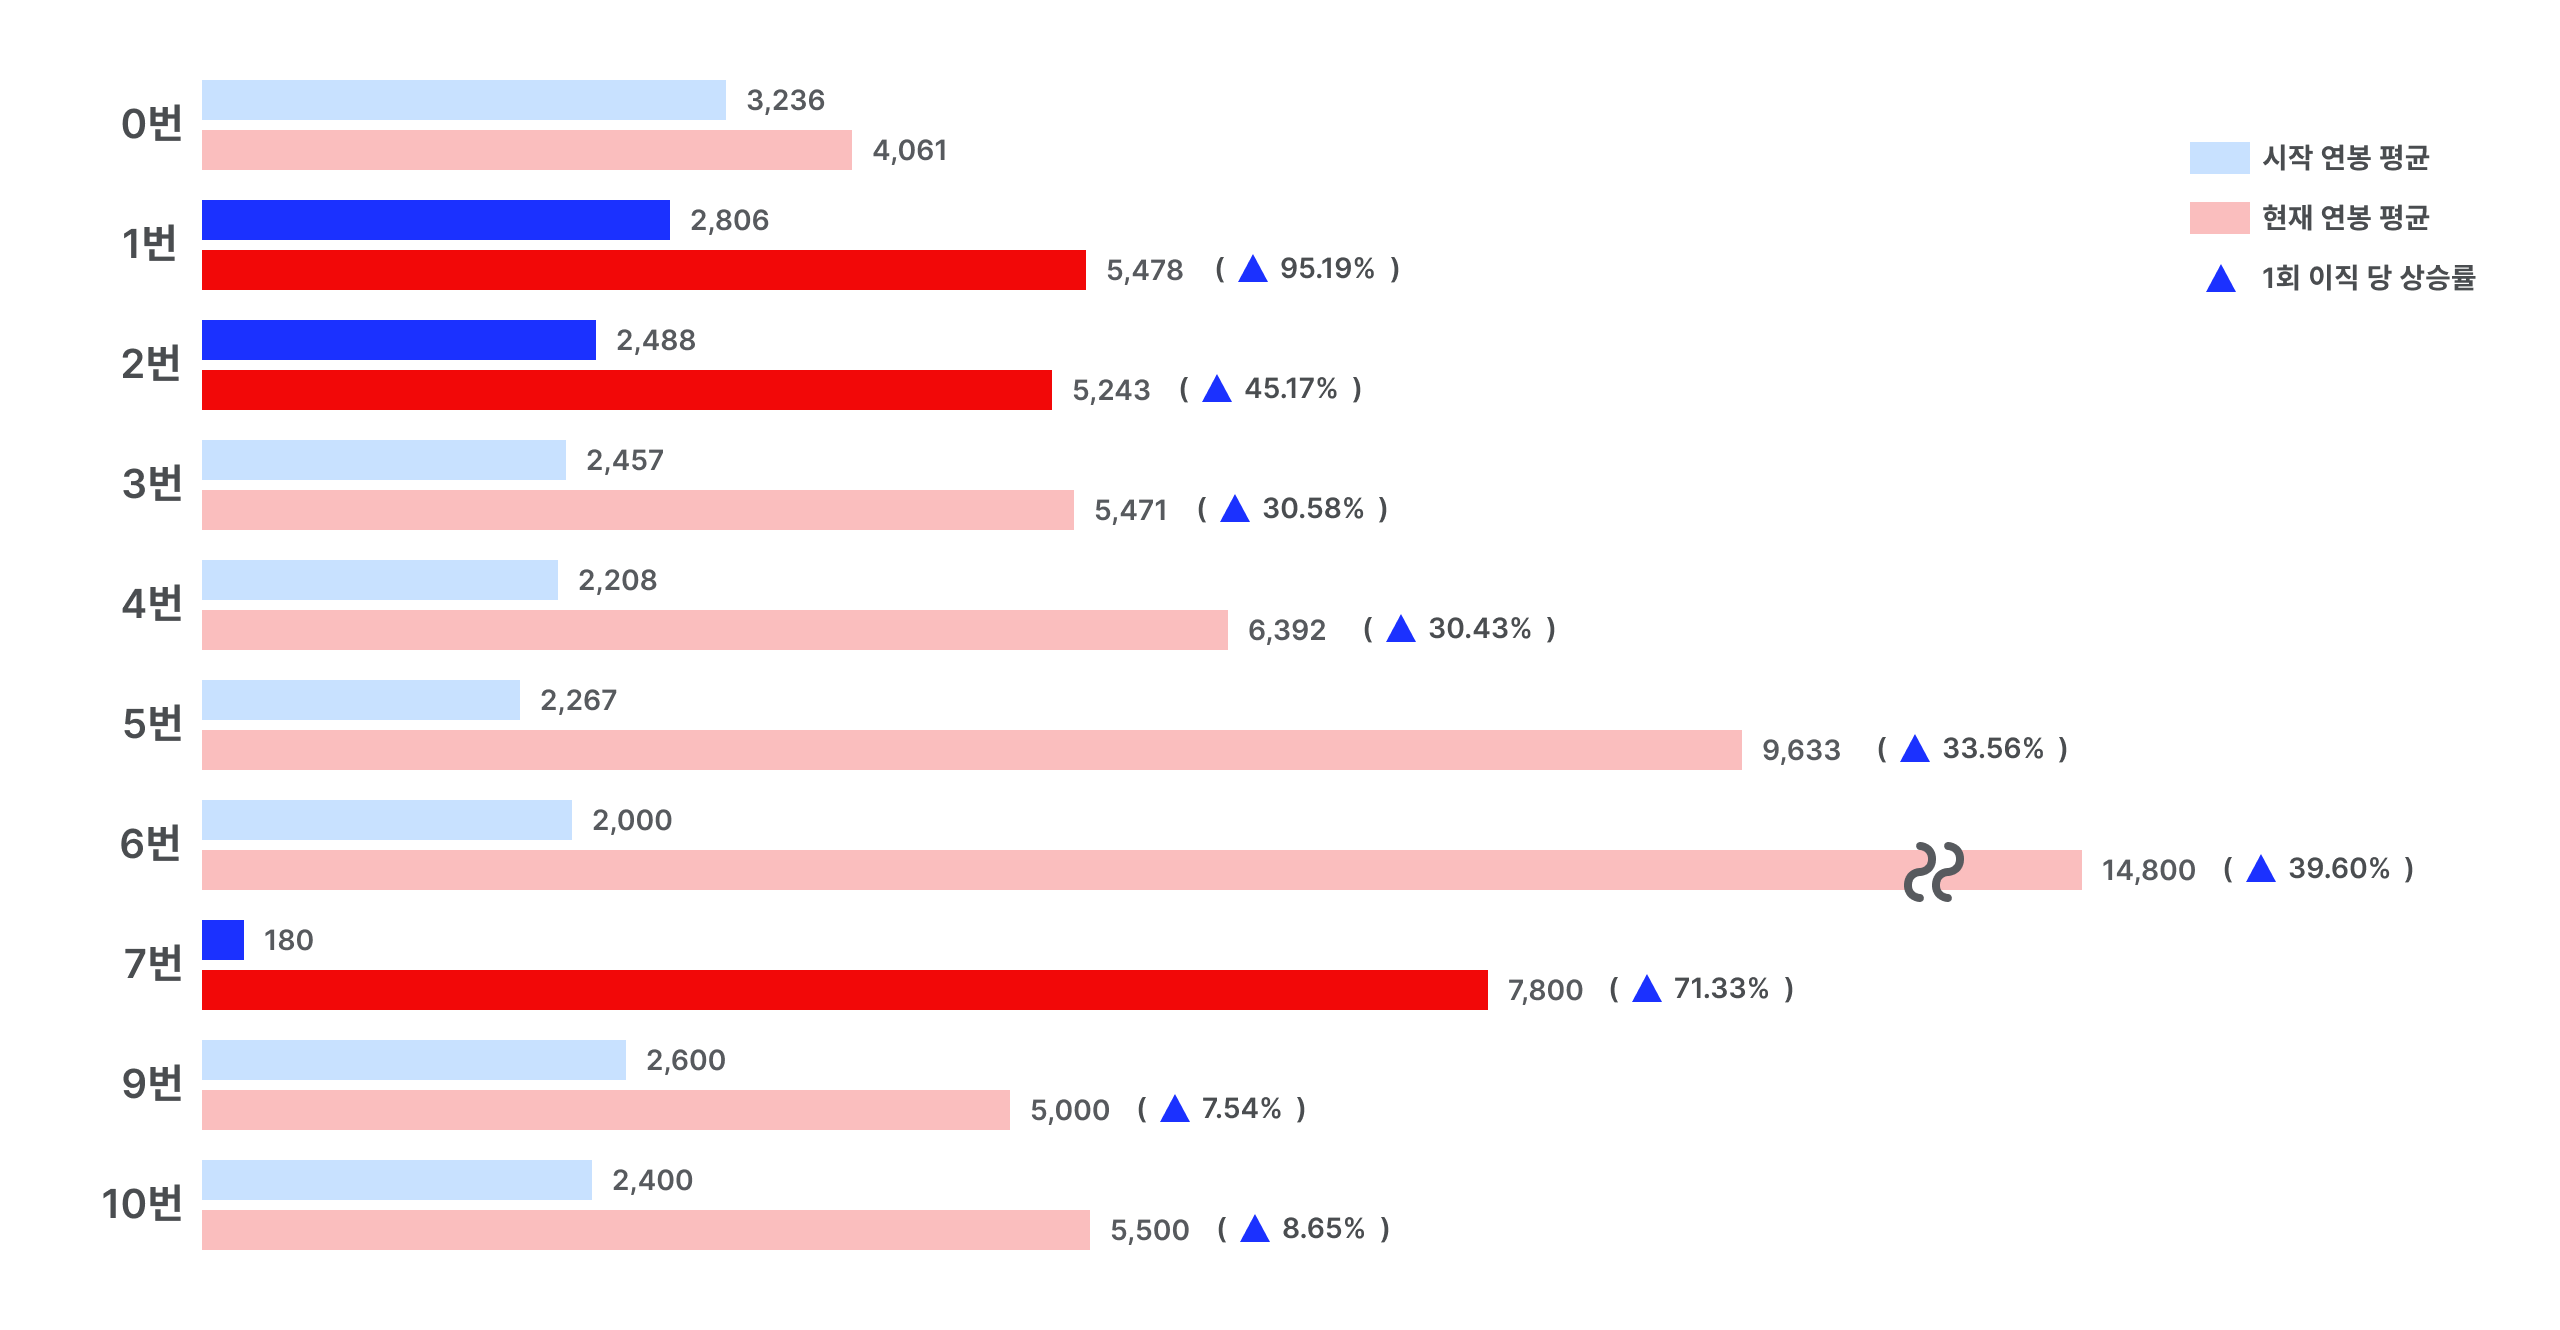 0번
3,236
4,061
시작 연봉 평균
현재 연봉 평균
1회 이직 당 상승률
1번
2,806
5,478 ( ▲ 95.19% )
2번
2,488
5,243 ( ▲ 45.17% )
3번
2,457
5,471 ( ▲ 30.58% )
4번
2,208
6,392 ( ▲ 30.43% )
5번
2,267
9,633 ( ▲ 33.56% )
6번
2,000
14,800 ( ▲ 39.60% )
7번
180
7,800 ( ▲ 71.33% )
9번
2,600
5,000 ( ▲ 7.54% )
10번
2,400
5,500 ( ▲ 8.65% )